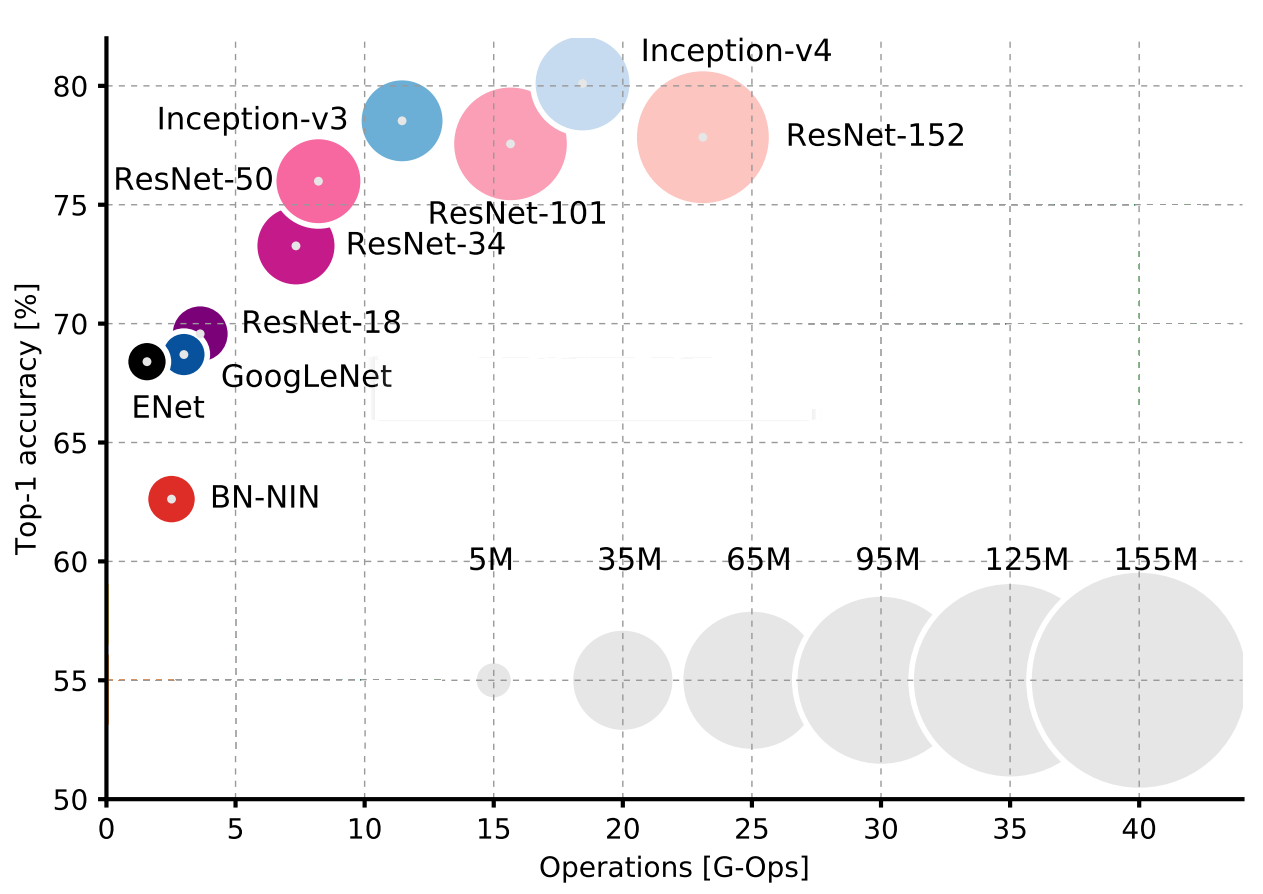 Inception-v4
80
Inception-v3
ResNet-152
ResNet-50
75
ResNet-101
ResNet-34
70
ResNet-18
GoogLeNet
ENet
65
BN-NIN
60
5M 35M 65M 95M 125M 155M
55
50
0 5 10 15 20 25 30 35 40
Operations [G-Ops]
Top-1 accuracy [%]